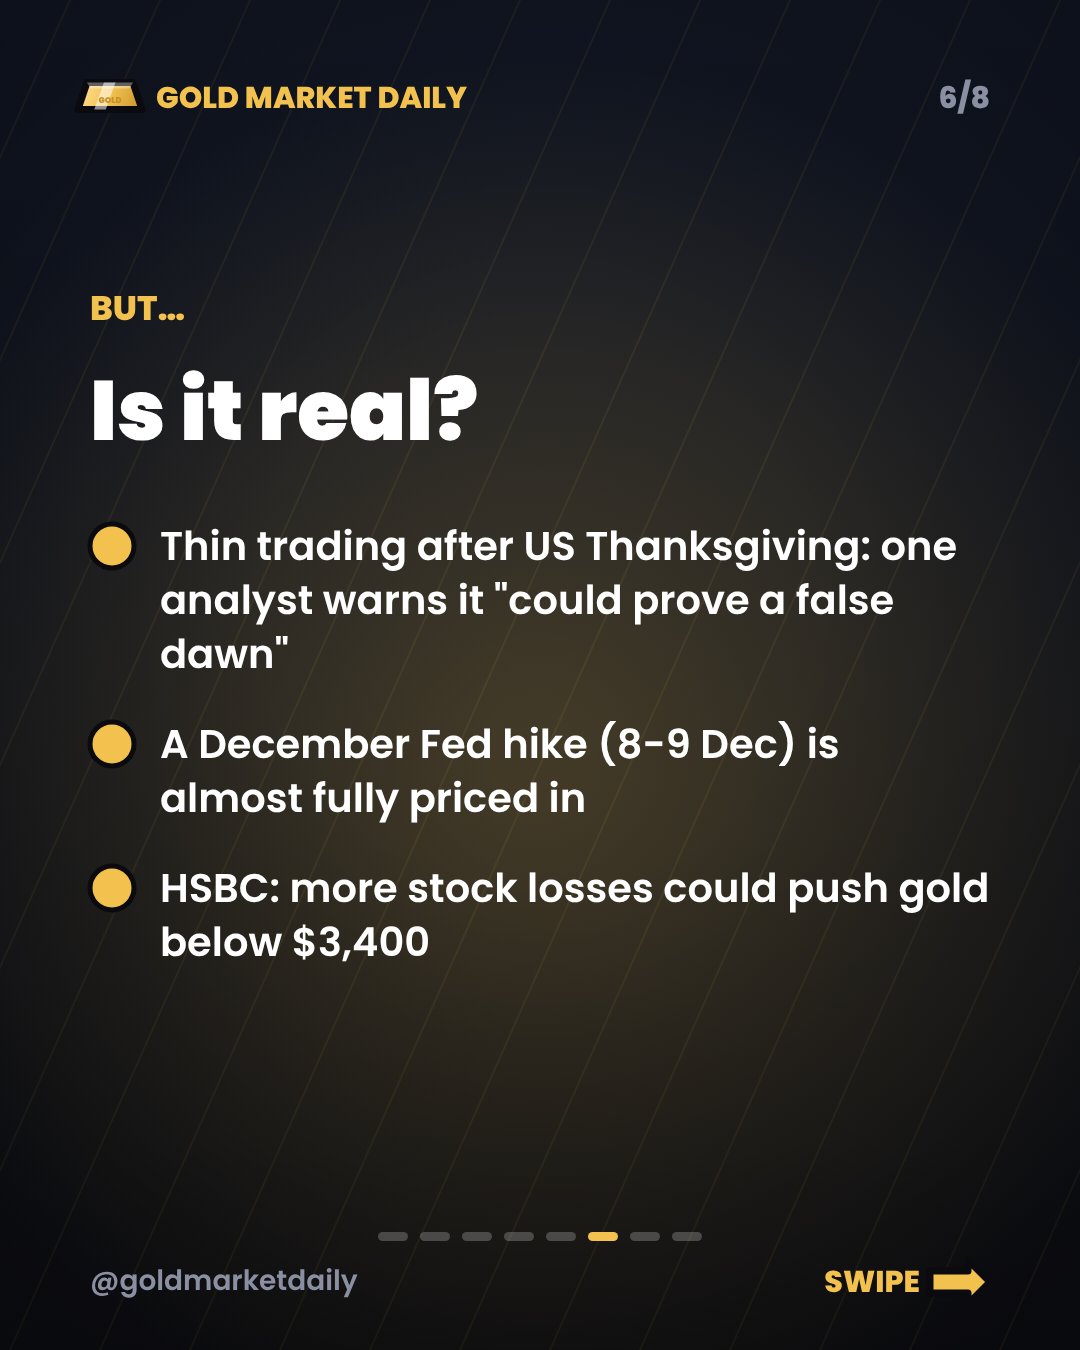 GOLD
GOLD MARKET DAILY
6/8
BUT...
Is it real?
Thin trading after US Thanksgiving: one
analyst warns it "could prove a false
dawn"
A December Fed hike (8-9 Dec) is
almost fully priced in
HSBC: more stock losses could push gold
below $3,400
@goldmarketdaily
SWIPE